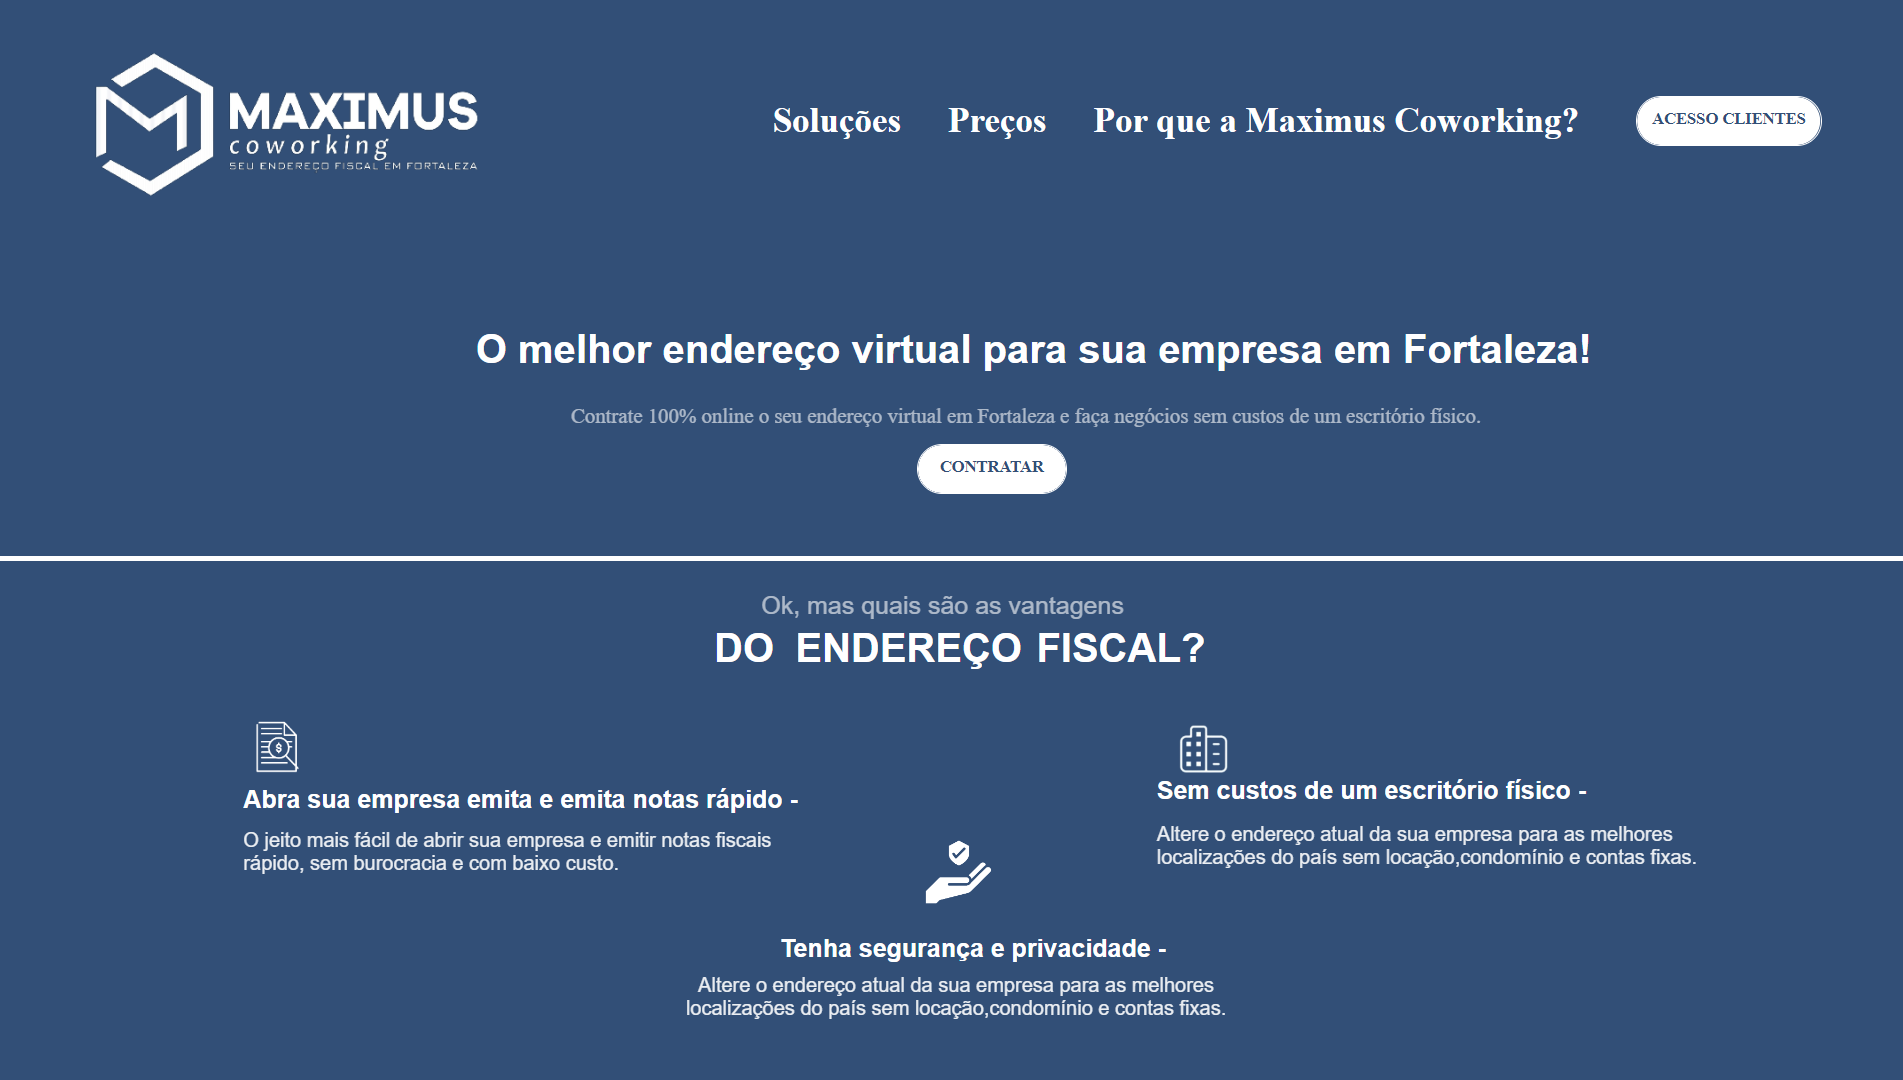 MAXIMUS
coworking
SEU ENDEREÇO FISCAL EM FORTALEZA
Soluções
Preços
Por que a Maximus Coworking?
ACESSO CLIENTES
O melhor endereço virtual para sua empresa em Fortaleza!
Contrate 100% online o seu endereço virtual em Fortaleza e faça negócios sem custos de um escritório físico.
CONTRATAR
Ok, mas quais são as vantagens
DO ENDEREÇO FISCAL?
Abra sua empresa emita e emita notas rápido -
O jeito mais fácil de abrir sua empresa e emitir notas fiscais
rápido, sem burocracia e com baixo custo.
Sem custos de um escritório físico -
Altere o endereço atual da sua empresa para as melhores
localizações do país sem locação,condomínio e contas fixas.
Tenha segurança e privacidade -
Altere o endereço atual da sua empresa para as melhores
localizações do país sem locação,condomínio e contas fixas.